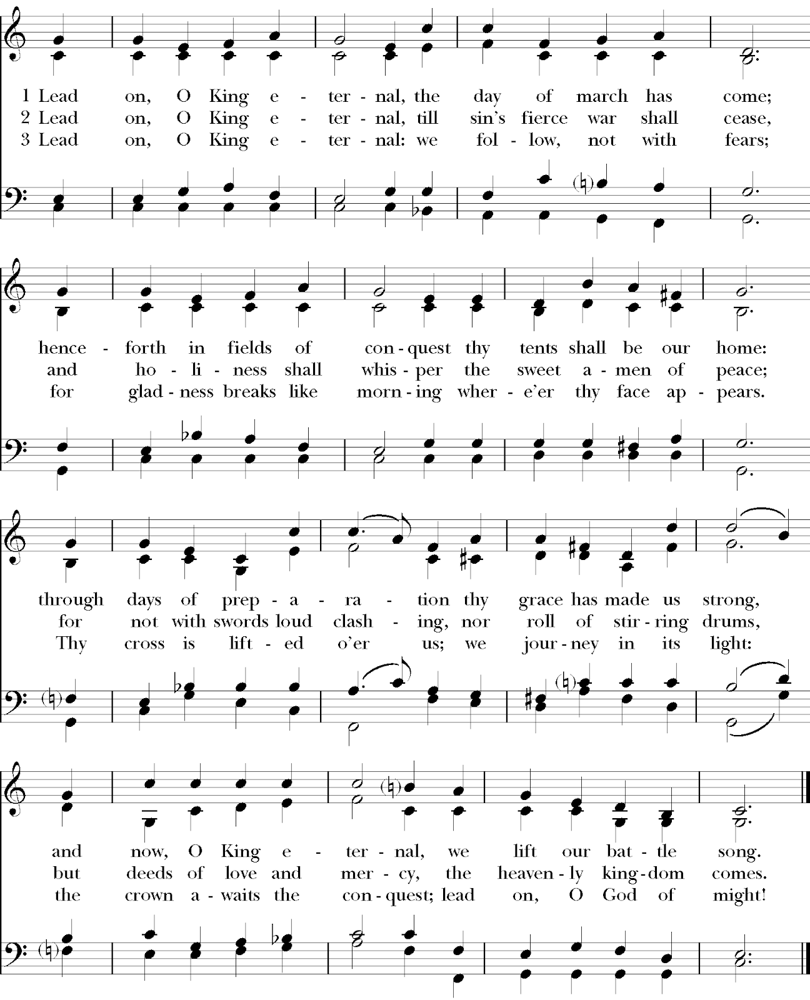 1 Lead on, O King e - ter - nal, the day of march has come;
2 Lead on, O King e - ter - nal, till sin's fierce war shall cease,
3 Lead on, O King e - ter - nal: we fol - low, not with fears;
hence - forth in fields of con - quest thy tents shall be our home:
and ho - li - ness shall whis - per the sweet a - men of peace;
for glad - ness breaks like morn - ing wher - e'er thy face ap - pears.
through days of prep - a - ra - tion thy grace has made us strong,
for not with swords loud clash - ing, nor roll of stir - ring drums,
Thy cross is lift - ed o'er us; we jour - ney in its light:
and now, O King e - ter - nal, we lift our bat - tle song.
but deeds of love and mer - cy, the heaven - ly king - dom comes.
the crown a - waits the con - quest; lead on, O God of might!